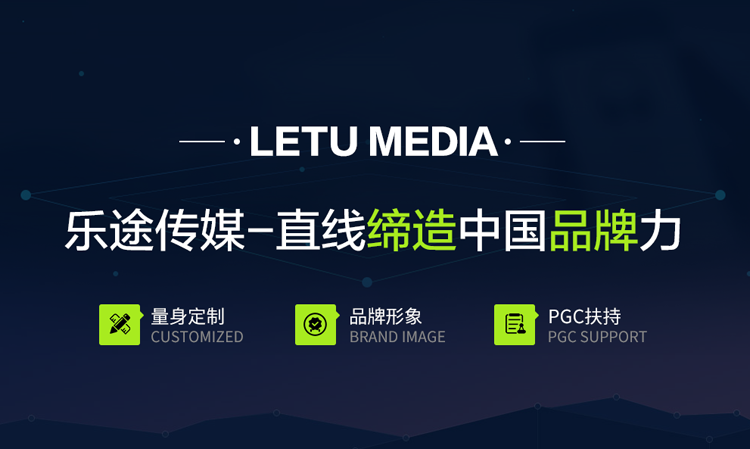 LETU MEDIA
乐途传媒–直线缔造中国品牌力
量身定制
CUSTOMIZED
品牌形象
BRAND IMAGE
PGC扶持
PGC SUPPORT